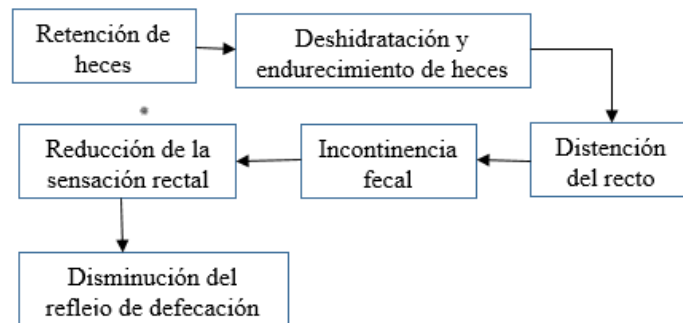 Retención de
heces
Deshidratación y
endurecimiento de heces
Distención
del recto
Incontinencia
fecal
Reducción de la
sensación rectal
Disminución del
reflejo de defecación